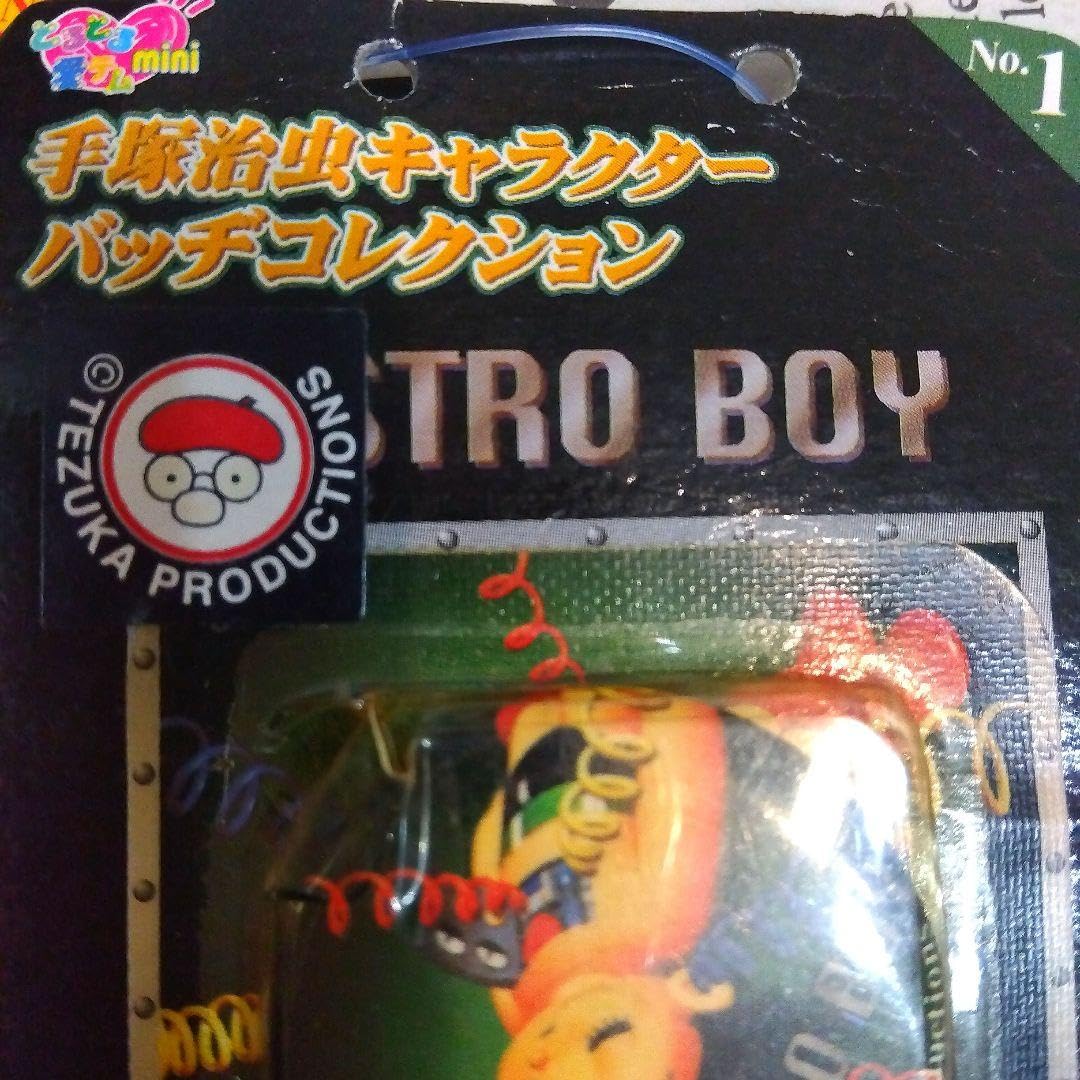 mini
No. 1
手塚治虫キャラクター
バッヂコレクション
STRO BOY
© TEZUKA PRODUCTIONS